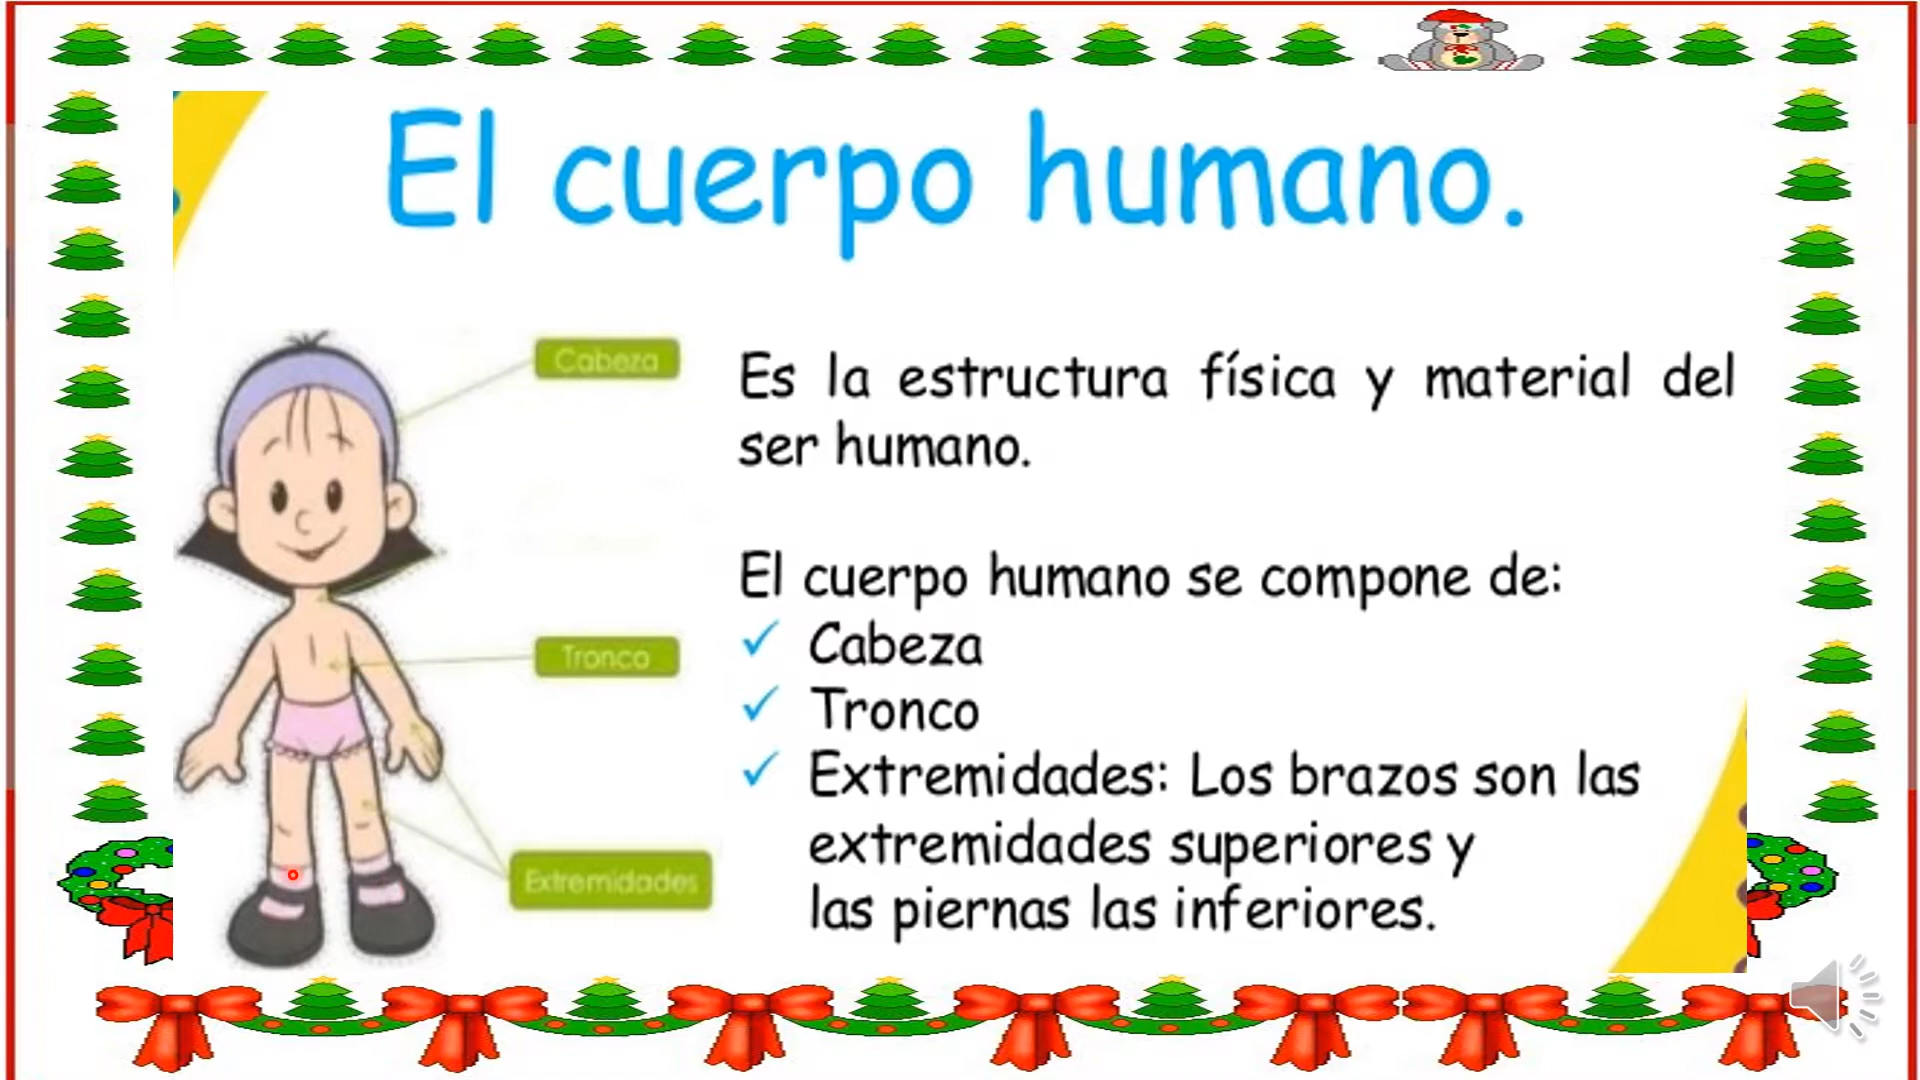 El cuerpo humano.
Cabeza
Es la estructura física y material del
ser humano.
El cuerpo humano se compone de:
✓ Cabeza
Tronco
✓ Tronco
✓ Extremidades: Los brazos son las
extremidades superiores y
Extremidades
las piernas las inferiores.